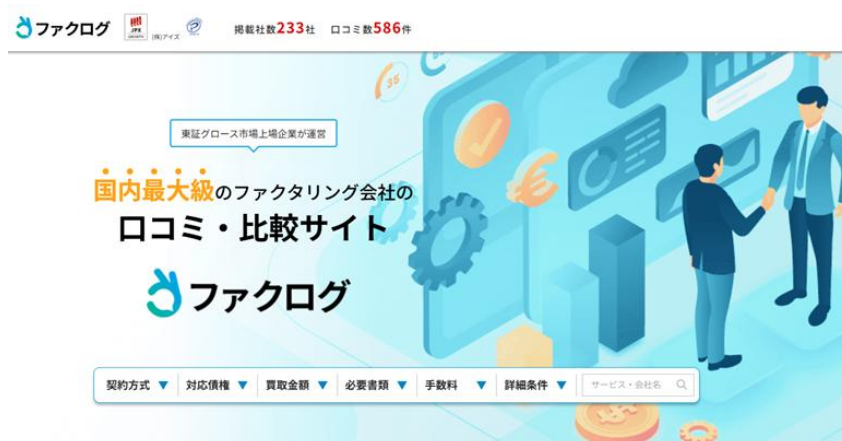 ファクログ
JPX
GROWTH
(株)アイズ
掲載社数233社 口コミ数586件
35
東証グロース市場上場企業が運営
国内最大級のファクタリング会社の
口コミ・比較サイト
ファクログ
契約方式 ▼ 対応債権 ▼ 買取金額 ▼ 必要書類 ▼ 手数料 ▼ 詳細条件 ▼ サービス・会社名